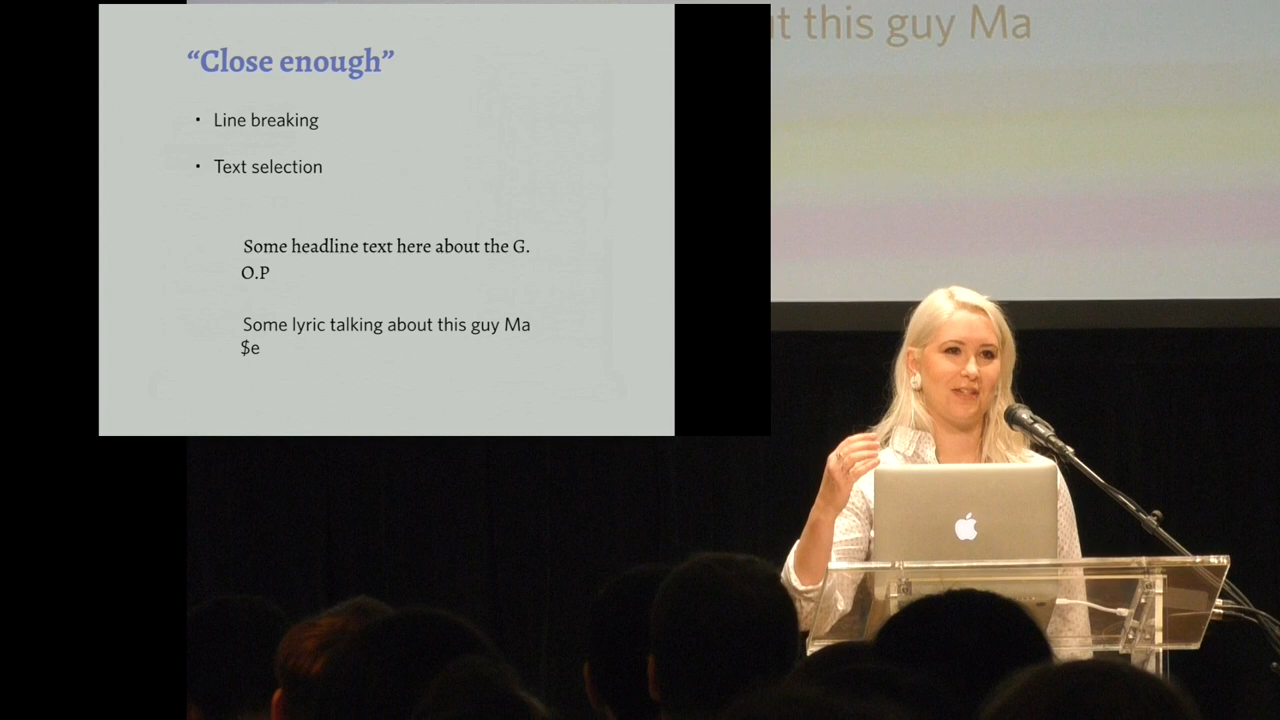 “Close enough”
• Line breaking
• Text selection
Some headline text here about the G.
O.P
Some lyric talking about this guy Ma
$e
t this guy Ma